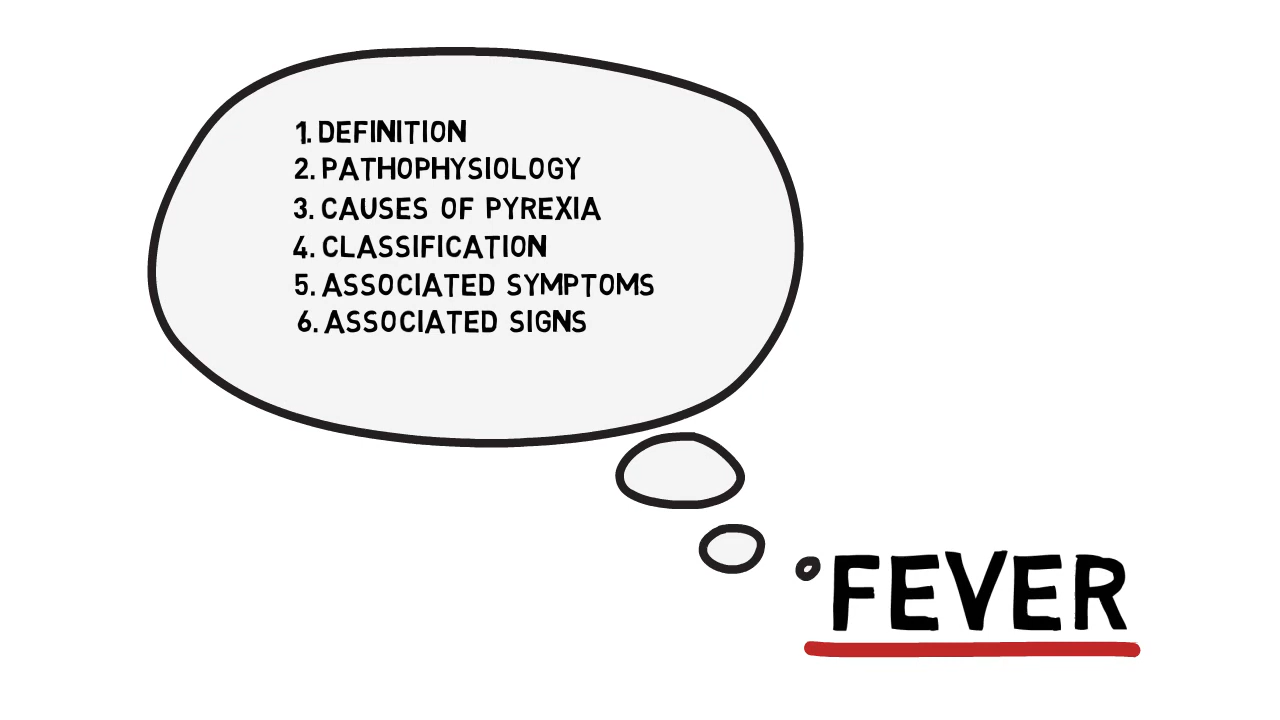 1. DEFINITION
2. PATHOPHYSIOLOGY
3. CAUSES OF PYREXIA
4. CLASSIFICATION
5. ASSOCIATED SYMPTOMS
6. ASSOCIATED SIGNS
FEVER